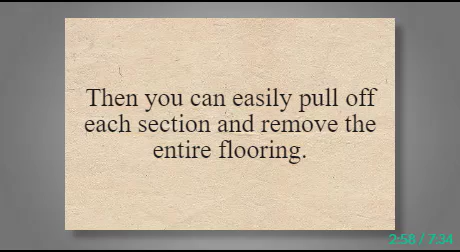 Then you can easily pull off
each section and remove the
entire flooring.
2:58 / 7:34